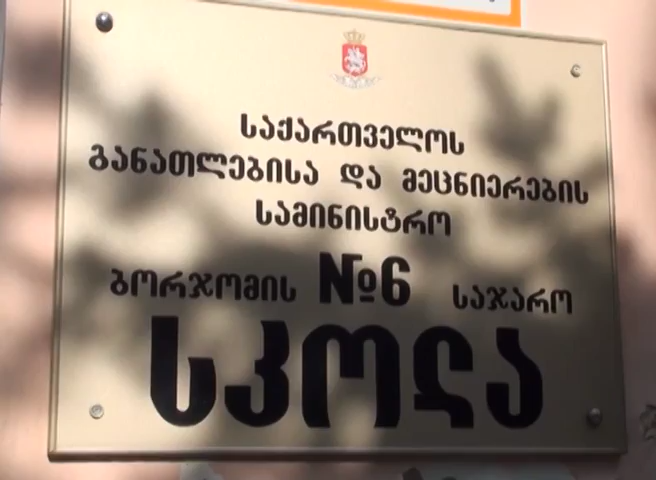 საქართველოს
განათლებისა და მეცნიერების
სამინისტრო
ბორჯომის №6 საჯარო
სკოლა